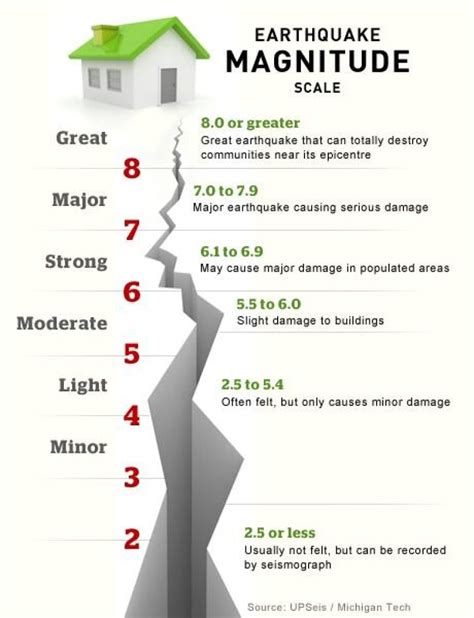 EARTHQUAKE
MAGNITUDE
SCALE
Great
8.0 or greater
Great earthquake that can totally destroy
communities near its epicentre
8
Major
7.0 to 7.9
Major earthquake causing serious damage
7
Strong
6.1 to 6.9
May cause major damage in populated areas
6
Moderate
5.5 to 6.0
Slight damage to buildings
5
Light
2.5 to 5.4
Often felt, but only causes minor damage
4
Minor
3
2
2.5 or less
Usually not felt, but can be recorded
by seismograph
Source: UPSeis / Michigan Tech